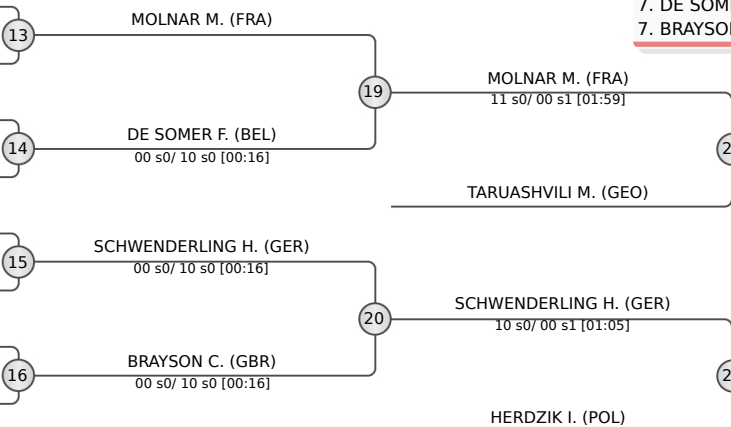 7. DE SOM
7. BRAYSO
13
MOLNAR M. (FRA)
19
MOLNAR M. (FRA)
11 s0/ 00 s1 [01:59]
14
DE SOMER F. (BEL)
00 s0/ 10 s0 [00:16]
2
TARUASHVILI M. (GEO)
15
SCHWENDERLING H. (GER)
00 s0/ 10 s0 [00:16]
20
SCHWENDERLING H. (GER)
10 s0/ 00 s1 [01:05]
16
BRAYSON C. (GBR)
00 s0/ 10 s0 [00:16]
2
HERDZIK I. (POL)